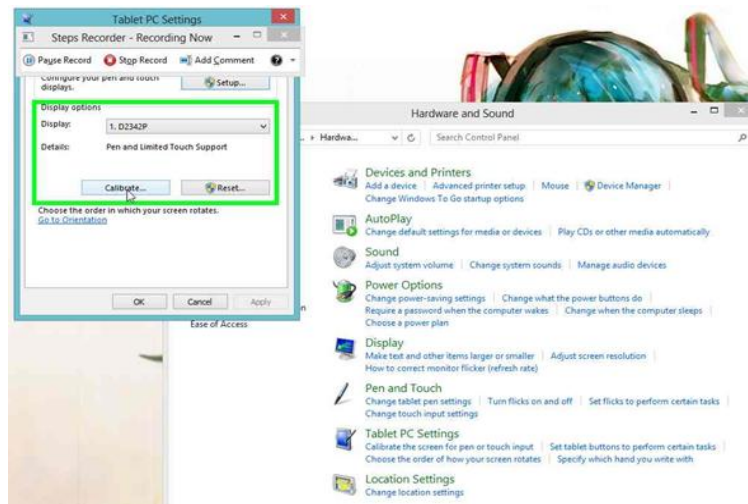 Tablet PC Settings
Steps Recorder - Recording Now
Pause Record Stop Record Add Comment
Configure your pen and touch
displays.
Setup...
Display options
Display: 1. D2342P
Details: Pen and Limited Touch Support
Calibrate... Reset...
Choose the order in which your screen rotates.
Go to Orientation
OK Cancel Apply
Ease of Access
Hardware and Sound
Hardwa...
Search Control Panel
Devices and Printers
Add a device Advanced printer setup Mouse Device Manager
Change Windows To Go startup options
AutoPlay
Change default settings for media or devices Play CDs or other media automatically
Sound
Adjust system volume Change system sounds Manage audio devices
Power Options
Change power-saving settings Change what the power buttons do
Require a password when the computer wakes Change when the computer sleeps
Choose a power plan
Display
Make text and other items larger or smaller Adjust screen resolution
How to correct monitor flicker (refresh rate)
Pen and Touch
Change tablet pen settings Turn flicks on and off Set flicks to perform certain tasks
Change touch input settings
Tablet PC Settings
Calibrate the screen for pen or touch input Set tablet buttons to perform certain tasks
Choose the order of how your screen rotates Specify which hand you write with
Location Settings
Change location settings